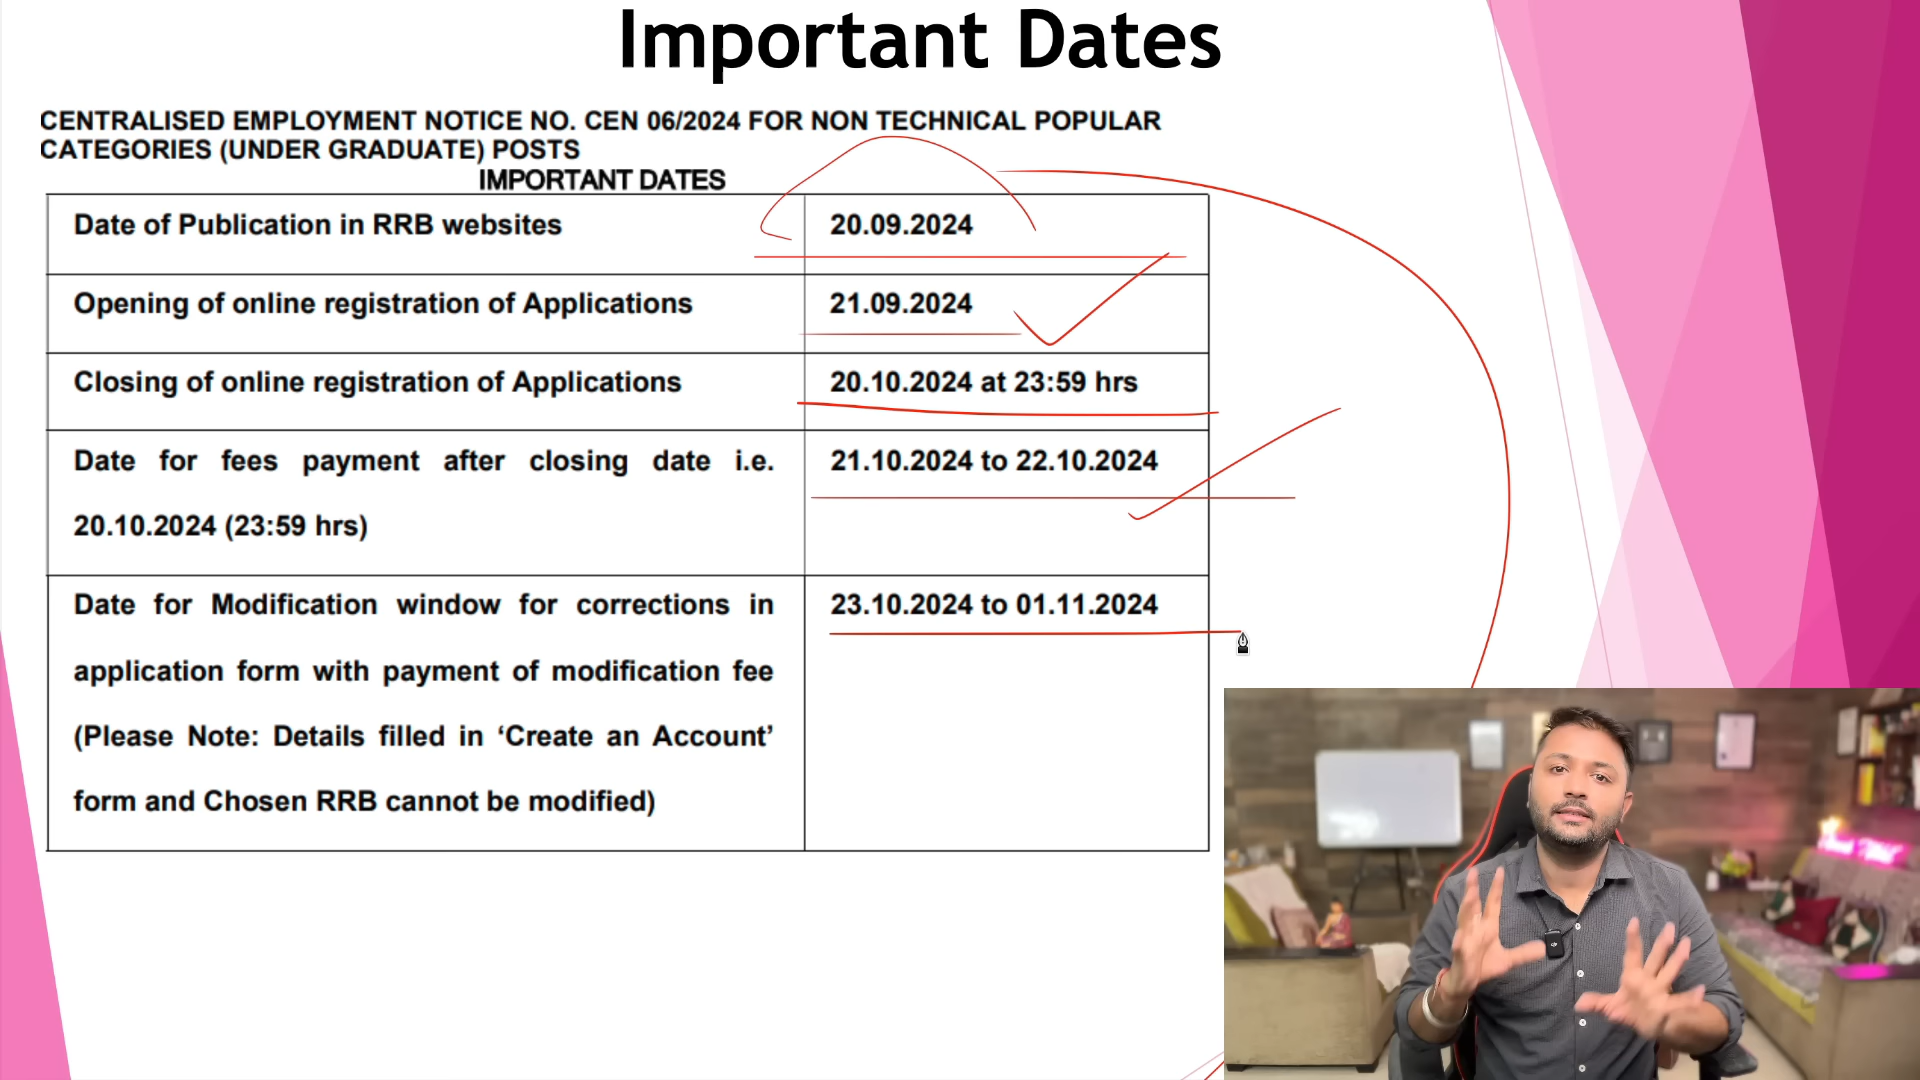 Important Dates
CENTRALISED EMPLOYMENT NOTICE NO. CEN 06/2024 FOR NON TECHNICAL POPULAR
CATEGORIES (UNDER GRADUATE) POSTS
IMPORTANT DATES
Date of Publication in RRB websites
20.09.2024
Opening of online registration of Applications
21.09.2024
Closing of online registration of Applications
20.10.2024 at 23:59 hrs
Date for fees payment after closing date i.e.
20.10.2024 (23:59 hrs)
21.10.2024 to 22.10.2024
Date for Modification window for corrections in
application form with payment of modification fee
(Please Note: Details filled in ‘Create an Account’
form and Chosen RRB cannot be modified)
23.10.2024 to 01.11.2024